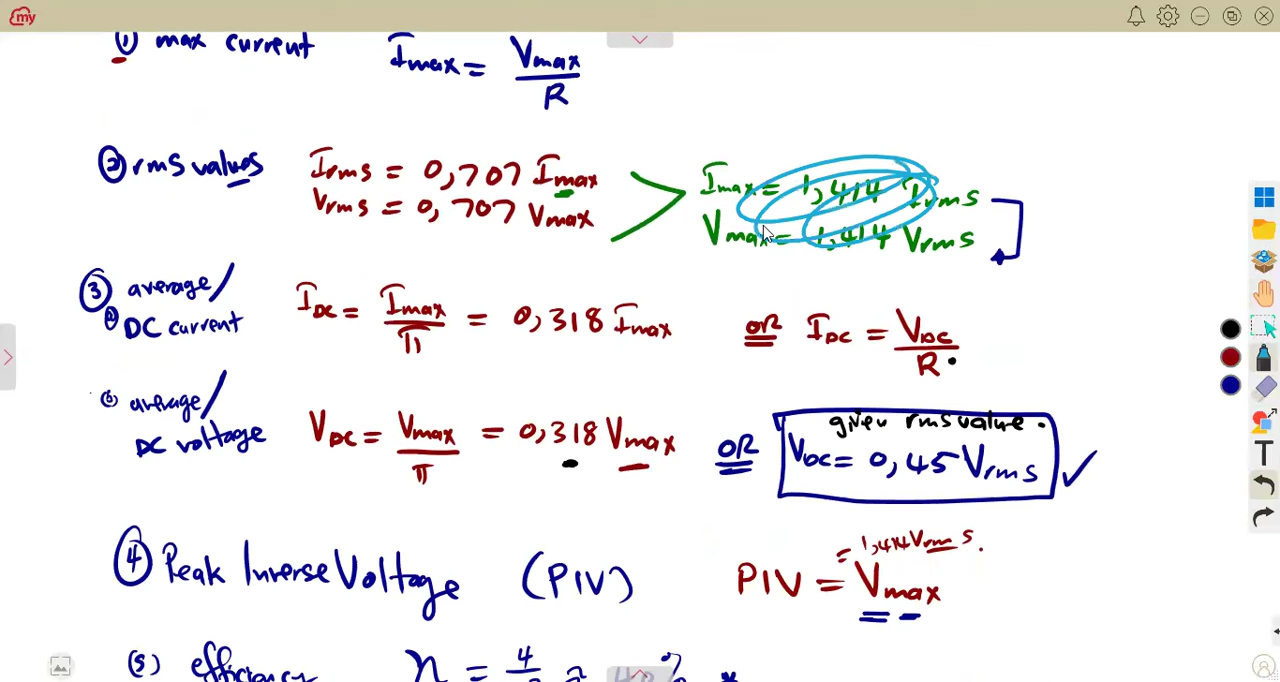 my
① max current Imax = Vmax / R
② rms values Irms = 0,707 Imax Imax = 1,414 Irms
Vrms = 0,707 Vmax Vmax = 1,414 Vrms
③ average/
DC current IDC = Imax / π = 0,318 Imax OR IDC = VDC / R
average/
DC voltage VDC = Vmax / π = 0,318 Vmax OR
given rms value.
VDC = 0,45 Vrms ✓
= 1,414 Vrms.
④ Peak Inverse Voltage (PIV) PIV = Vmax
(5) efficiency η = 4